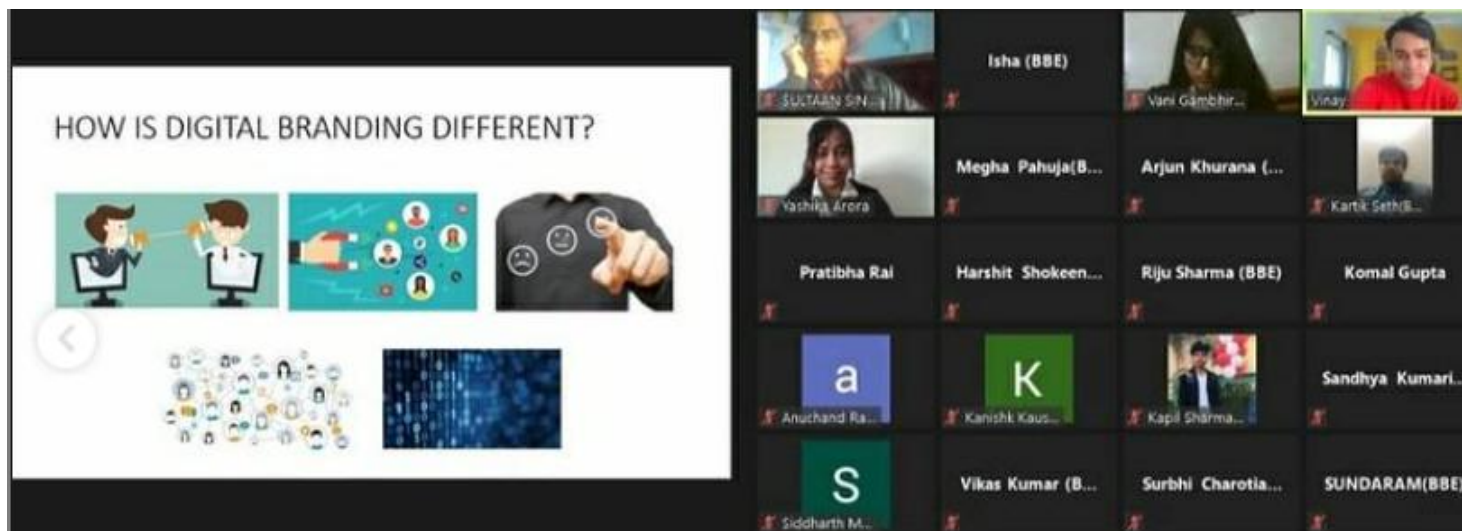 HOW IS DIGITAL BRANDING DIFFERENT?
SULTAAN SIN...
Isha (BBE)
Vani Gambhir...
Vinay
Yashika Arora
Megha Pahuja(B...
Arjun Khurana (...
Kartik Seth(B...
Pratibha Rai
Harshit Shokeen...
Riju Sharma (BBE)
Komal Gupta
a
Anuchand Ra...
K
Kanishk Kaus...
Kapil Sharma...
Sandhya Kumari...
S
Siddharth M...
Vikas Kumar (B...
Surbhi Charotia...
SUNDARAM(BBE)